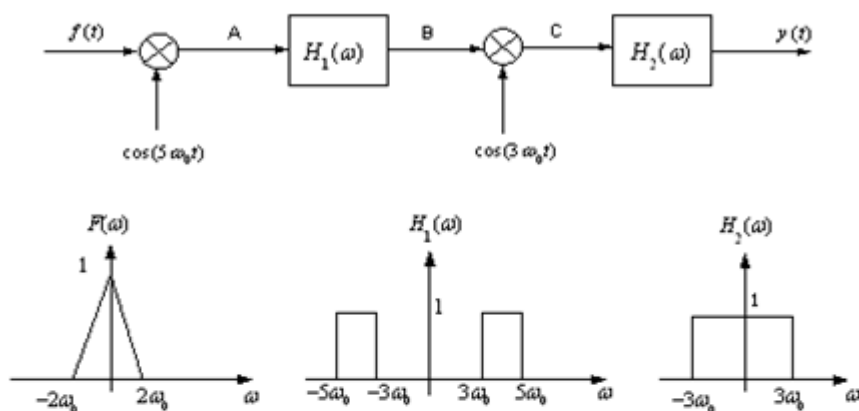 f(t) A H₁(ω) B C H₂(ω) y(t)
cos(5ω₀t) cos(3ω₀t)
F(ω) H₁(ω) H₂(ω)
1 1 1
−2ω₀ 2ω₀ ω −5ω₀ −3ω₀ 3ω₀ 5ω₀ ω −3ω₀ 3ω₀ ω